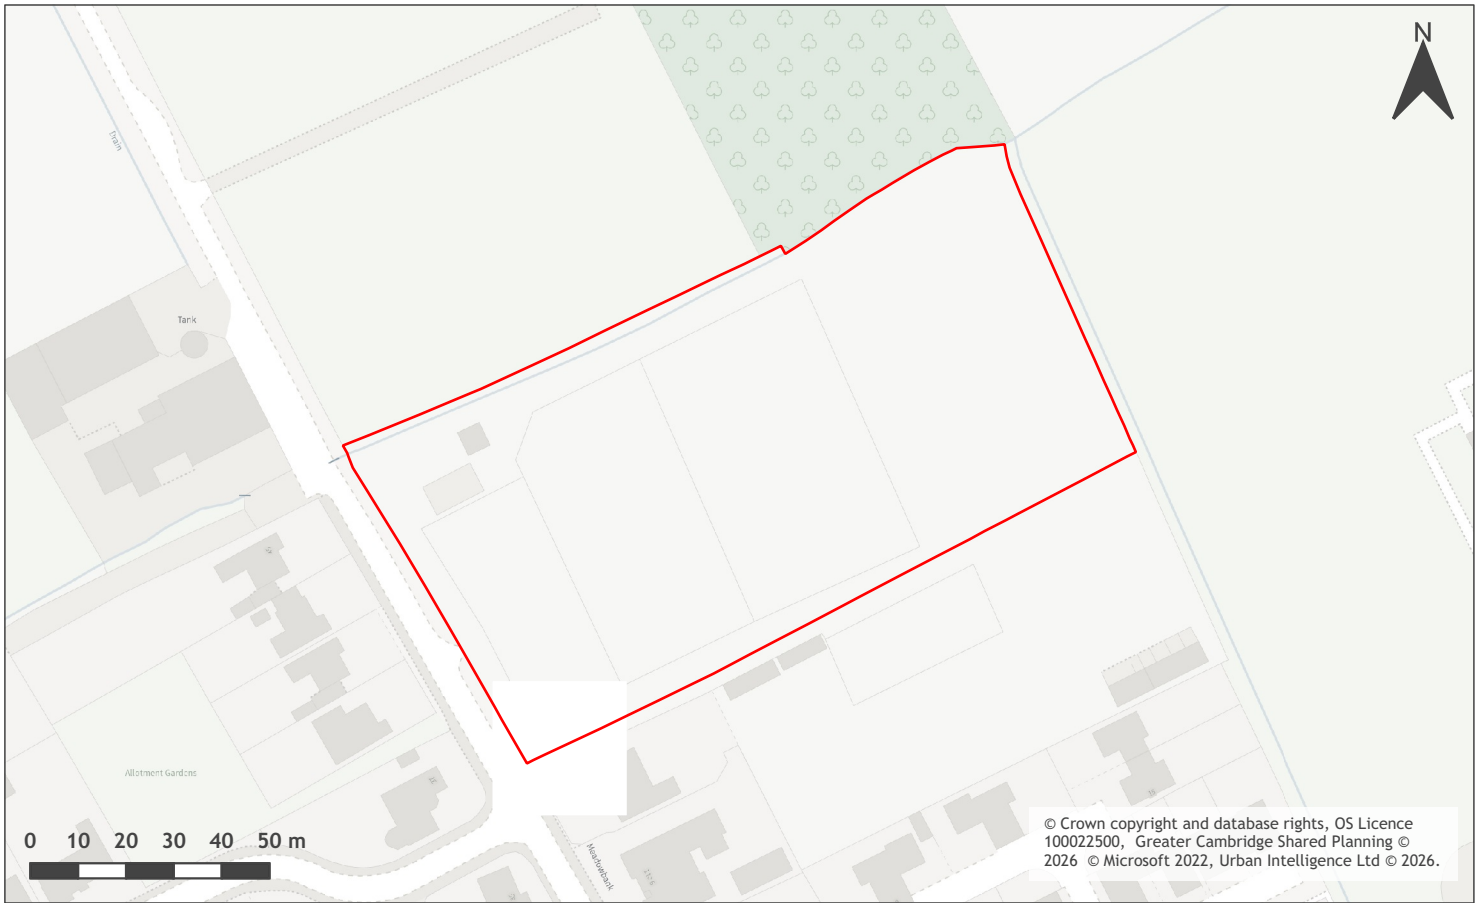 N
Drain
Tank
Allotment Gardens
Meadowbank
0 10 20 30 40 50 m
© Crown copyright and database rights, OS Licence
100022500, Greater Cambridge Shared Planning ©
2026 © Microsoft 2022, Urban Intelligence Ltd © 2026.